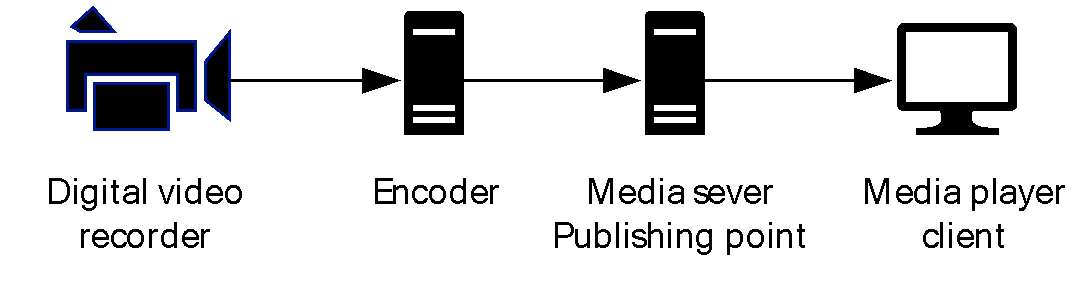 Digital video
recorder
Encoder
Media sever
Publishing point
Media player
client